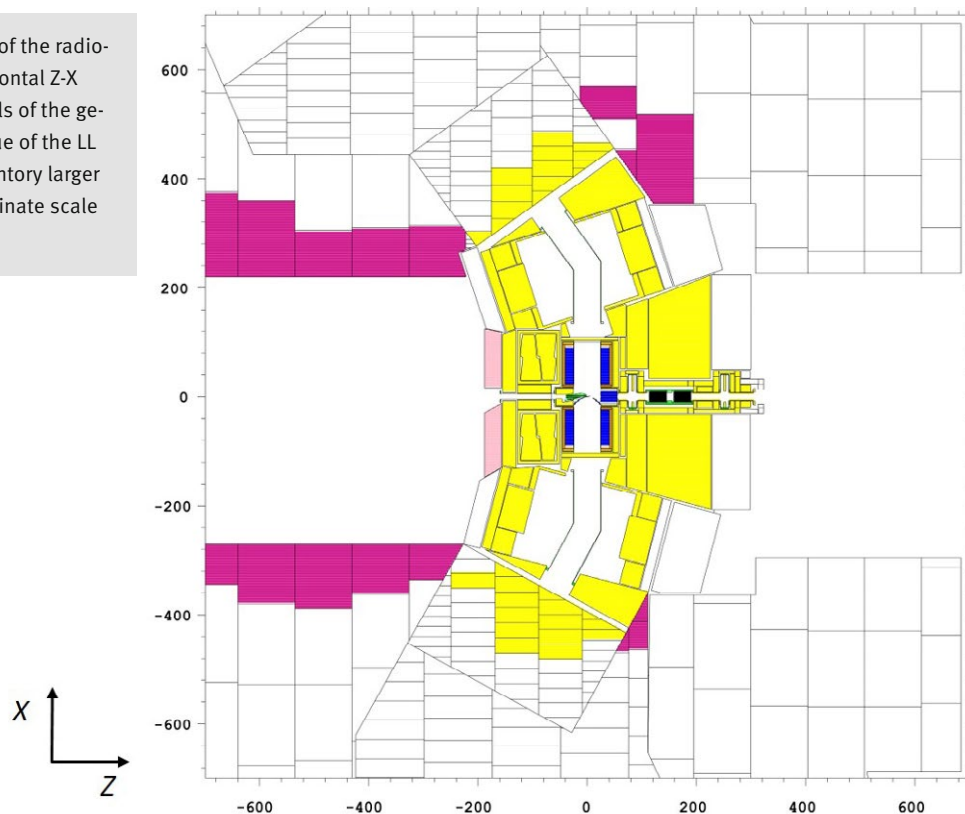 of the radio-
ontal Z-X
ls of the ge-
ue of the LL
ntory larger
inate scale
600
400
200
0
-200
-400
-600
X
Z
-600 -400 -200 0 200 400 600